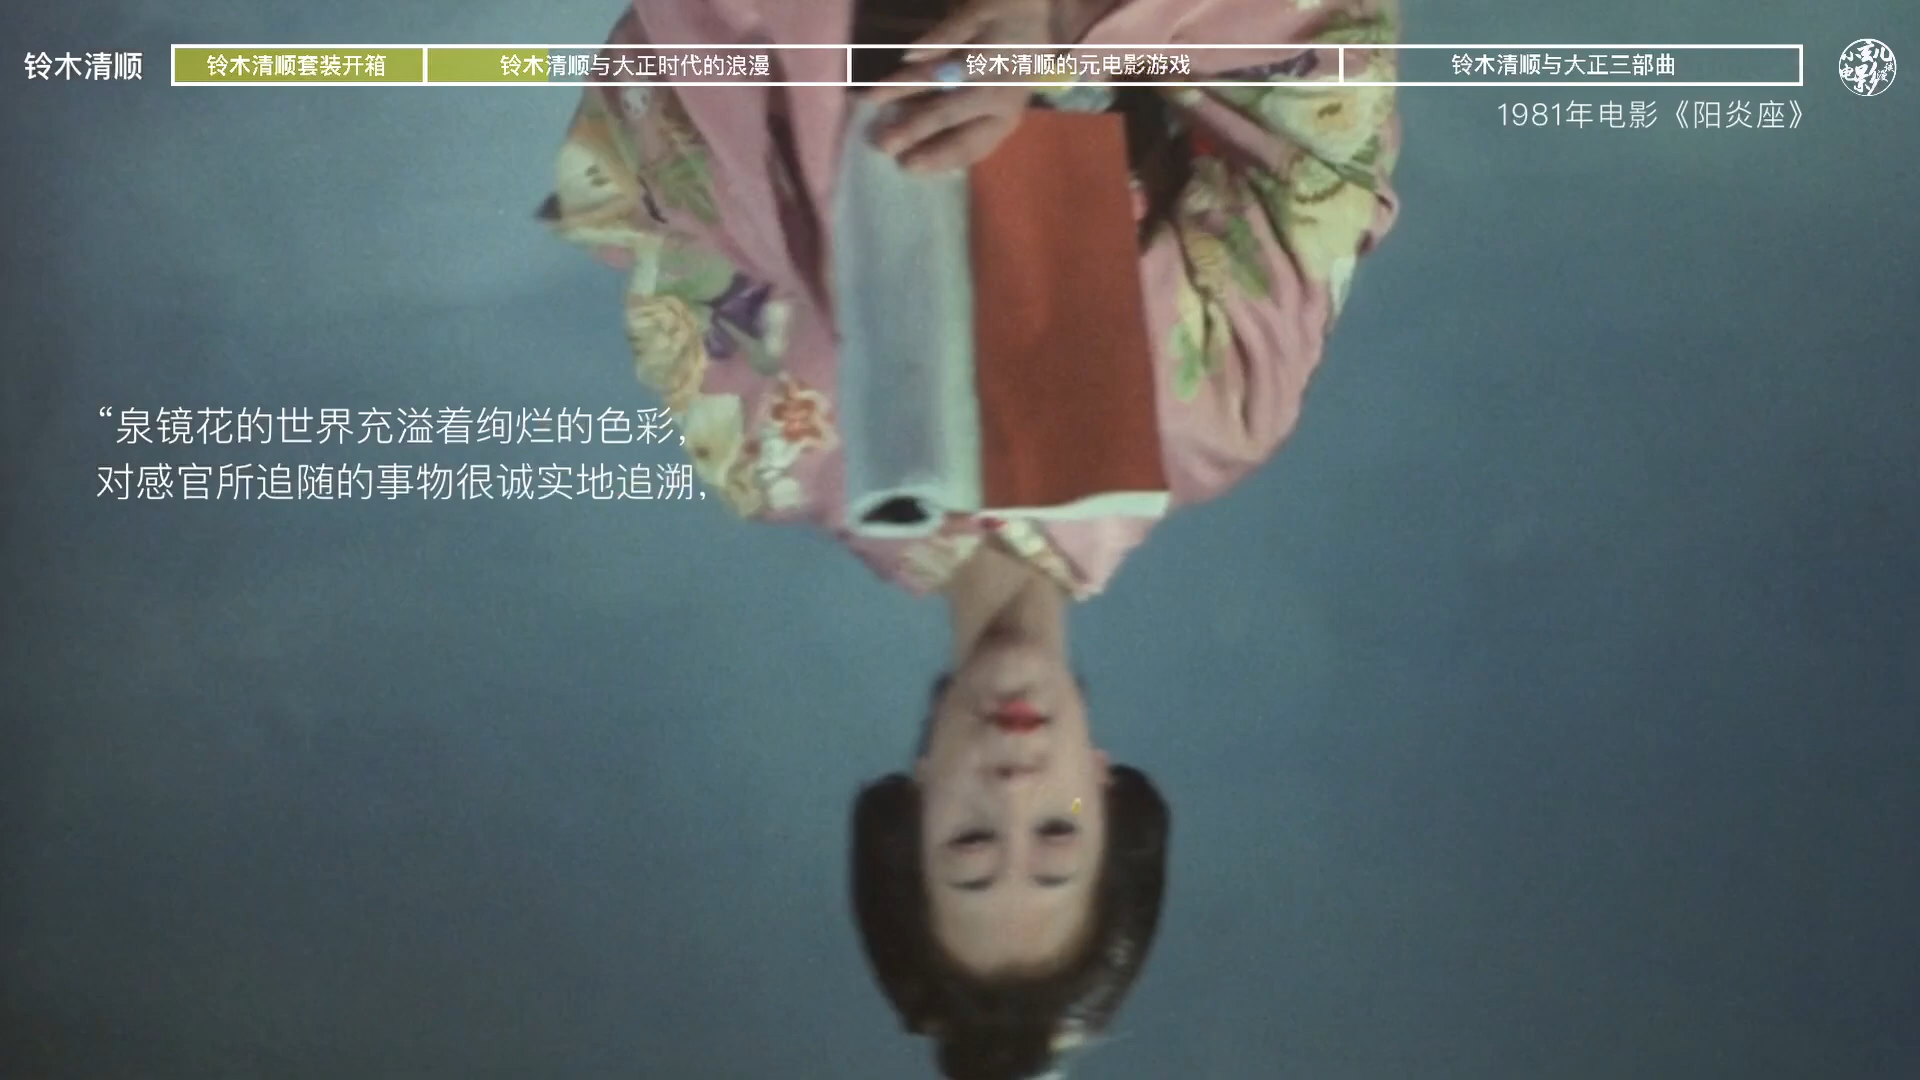 铃木清顺
铃木清顺套装开箱
铃木清顺与大正时代的浪漫
铃木清顺的元电影游戏
铃木清顺与大正三部曲
1981年电影《阳炎座》
“泉镜花的世界充溢着绚烂的色彩，
对感官所追随的事物很诚实地追溯，